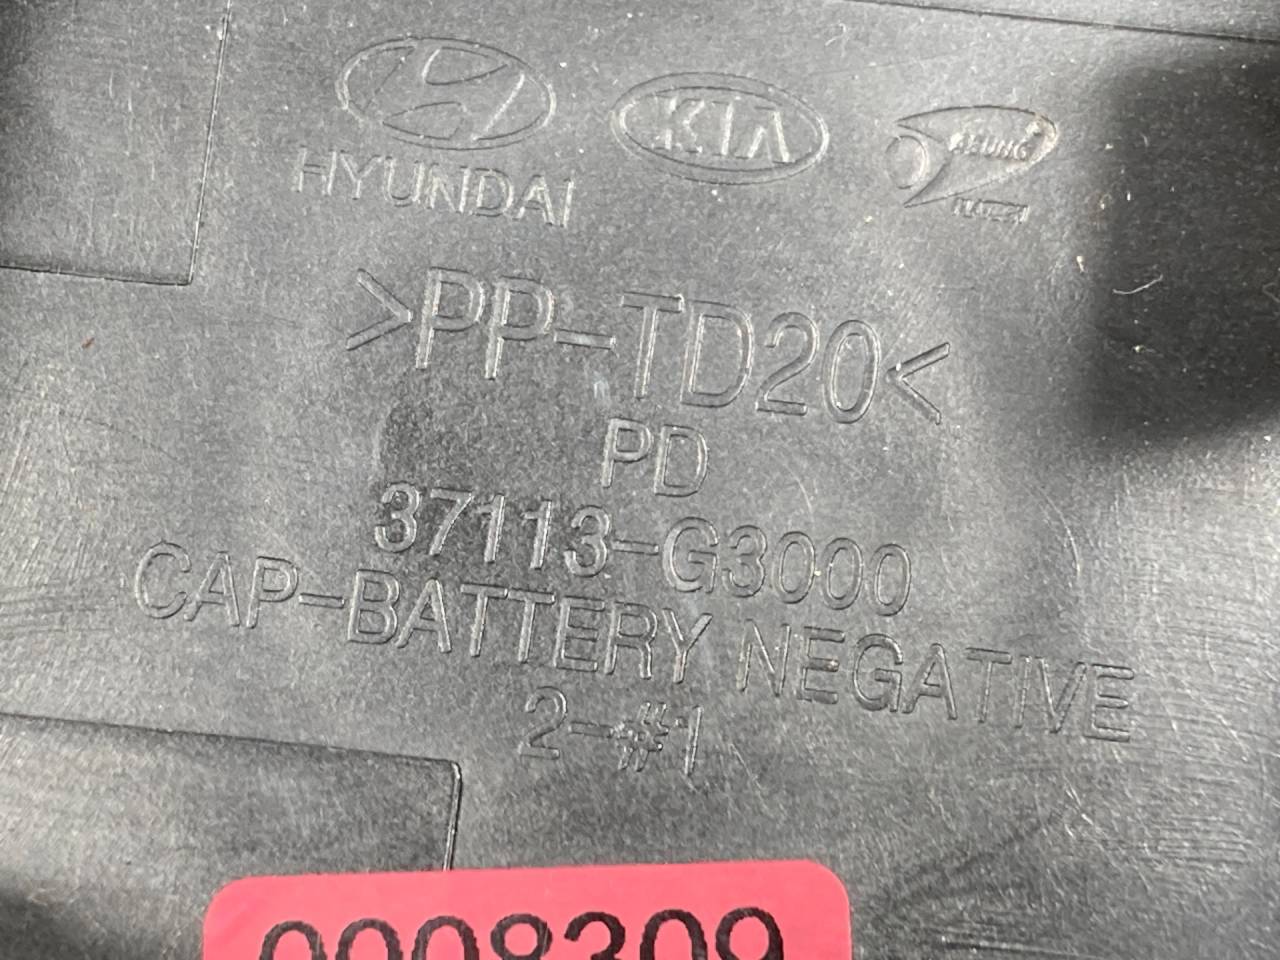 HYUNDAI
KIA
>PP-TD20<
PD
37113-G3000
CAP-BATTERY NEGATIVE
2-#1
0008309